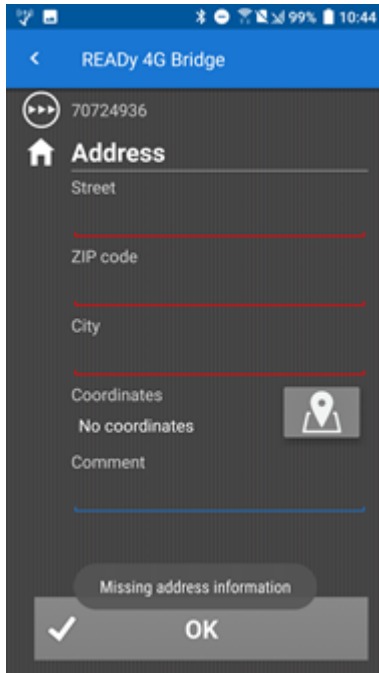 99% 10:44
READy 4G Bridge
70724936
Address
Street
ZIP code
City
Coordinates
No coordinates
Comment
Missing address information
OK